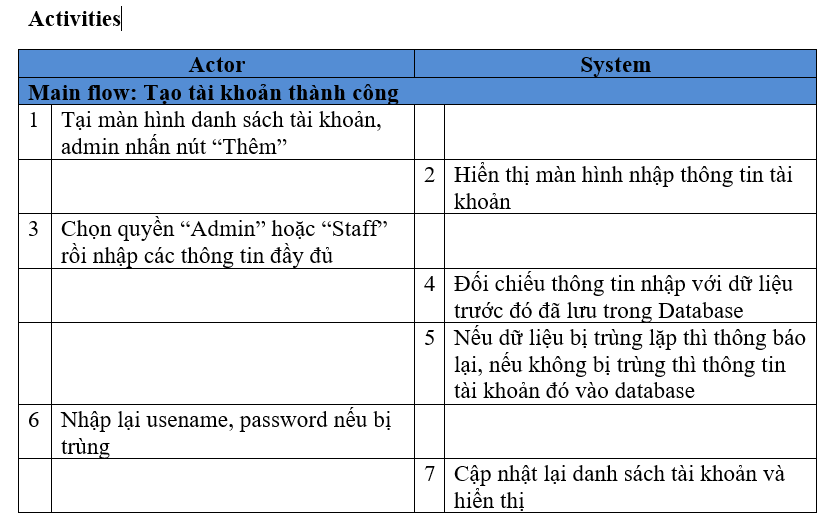 Activities
Actor System
Main flow: Tạo tài khoản thành công
1 Tại màn hình danh sách tài khoản,
admin nhấn nút “Thêm”
2 Hiển thị màn hình nhập thông tin tài
khoản
3 Chọn quyền “Admin” hoặc “Staff”
rồi nhập các thông tin đầy đủ
4 Đối chiếu thông tin nhập với dữ liệu
trước đó đã lưu trong Database
5 Nếu dữ liệu bị trùng lặp thì thông báo
lại, nếu không bị trùng thì thông tin
tài khoản đó vào database
6 Nhập lại usename, password nếu bị
trùng
7 Cập nhật lại danh sách tài khoản và
hiển thị